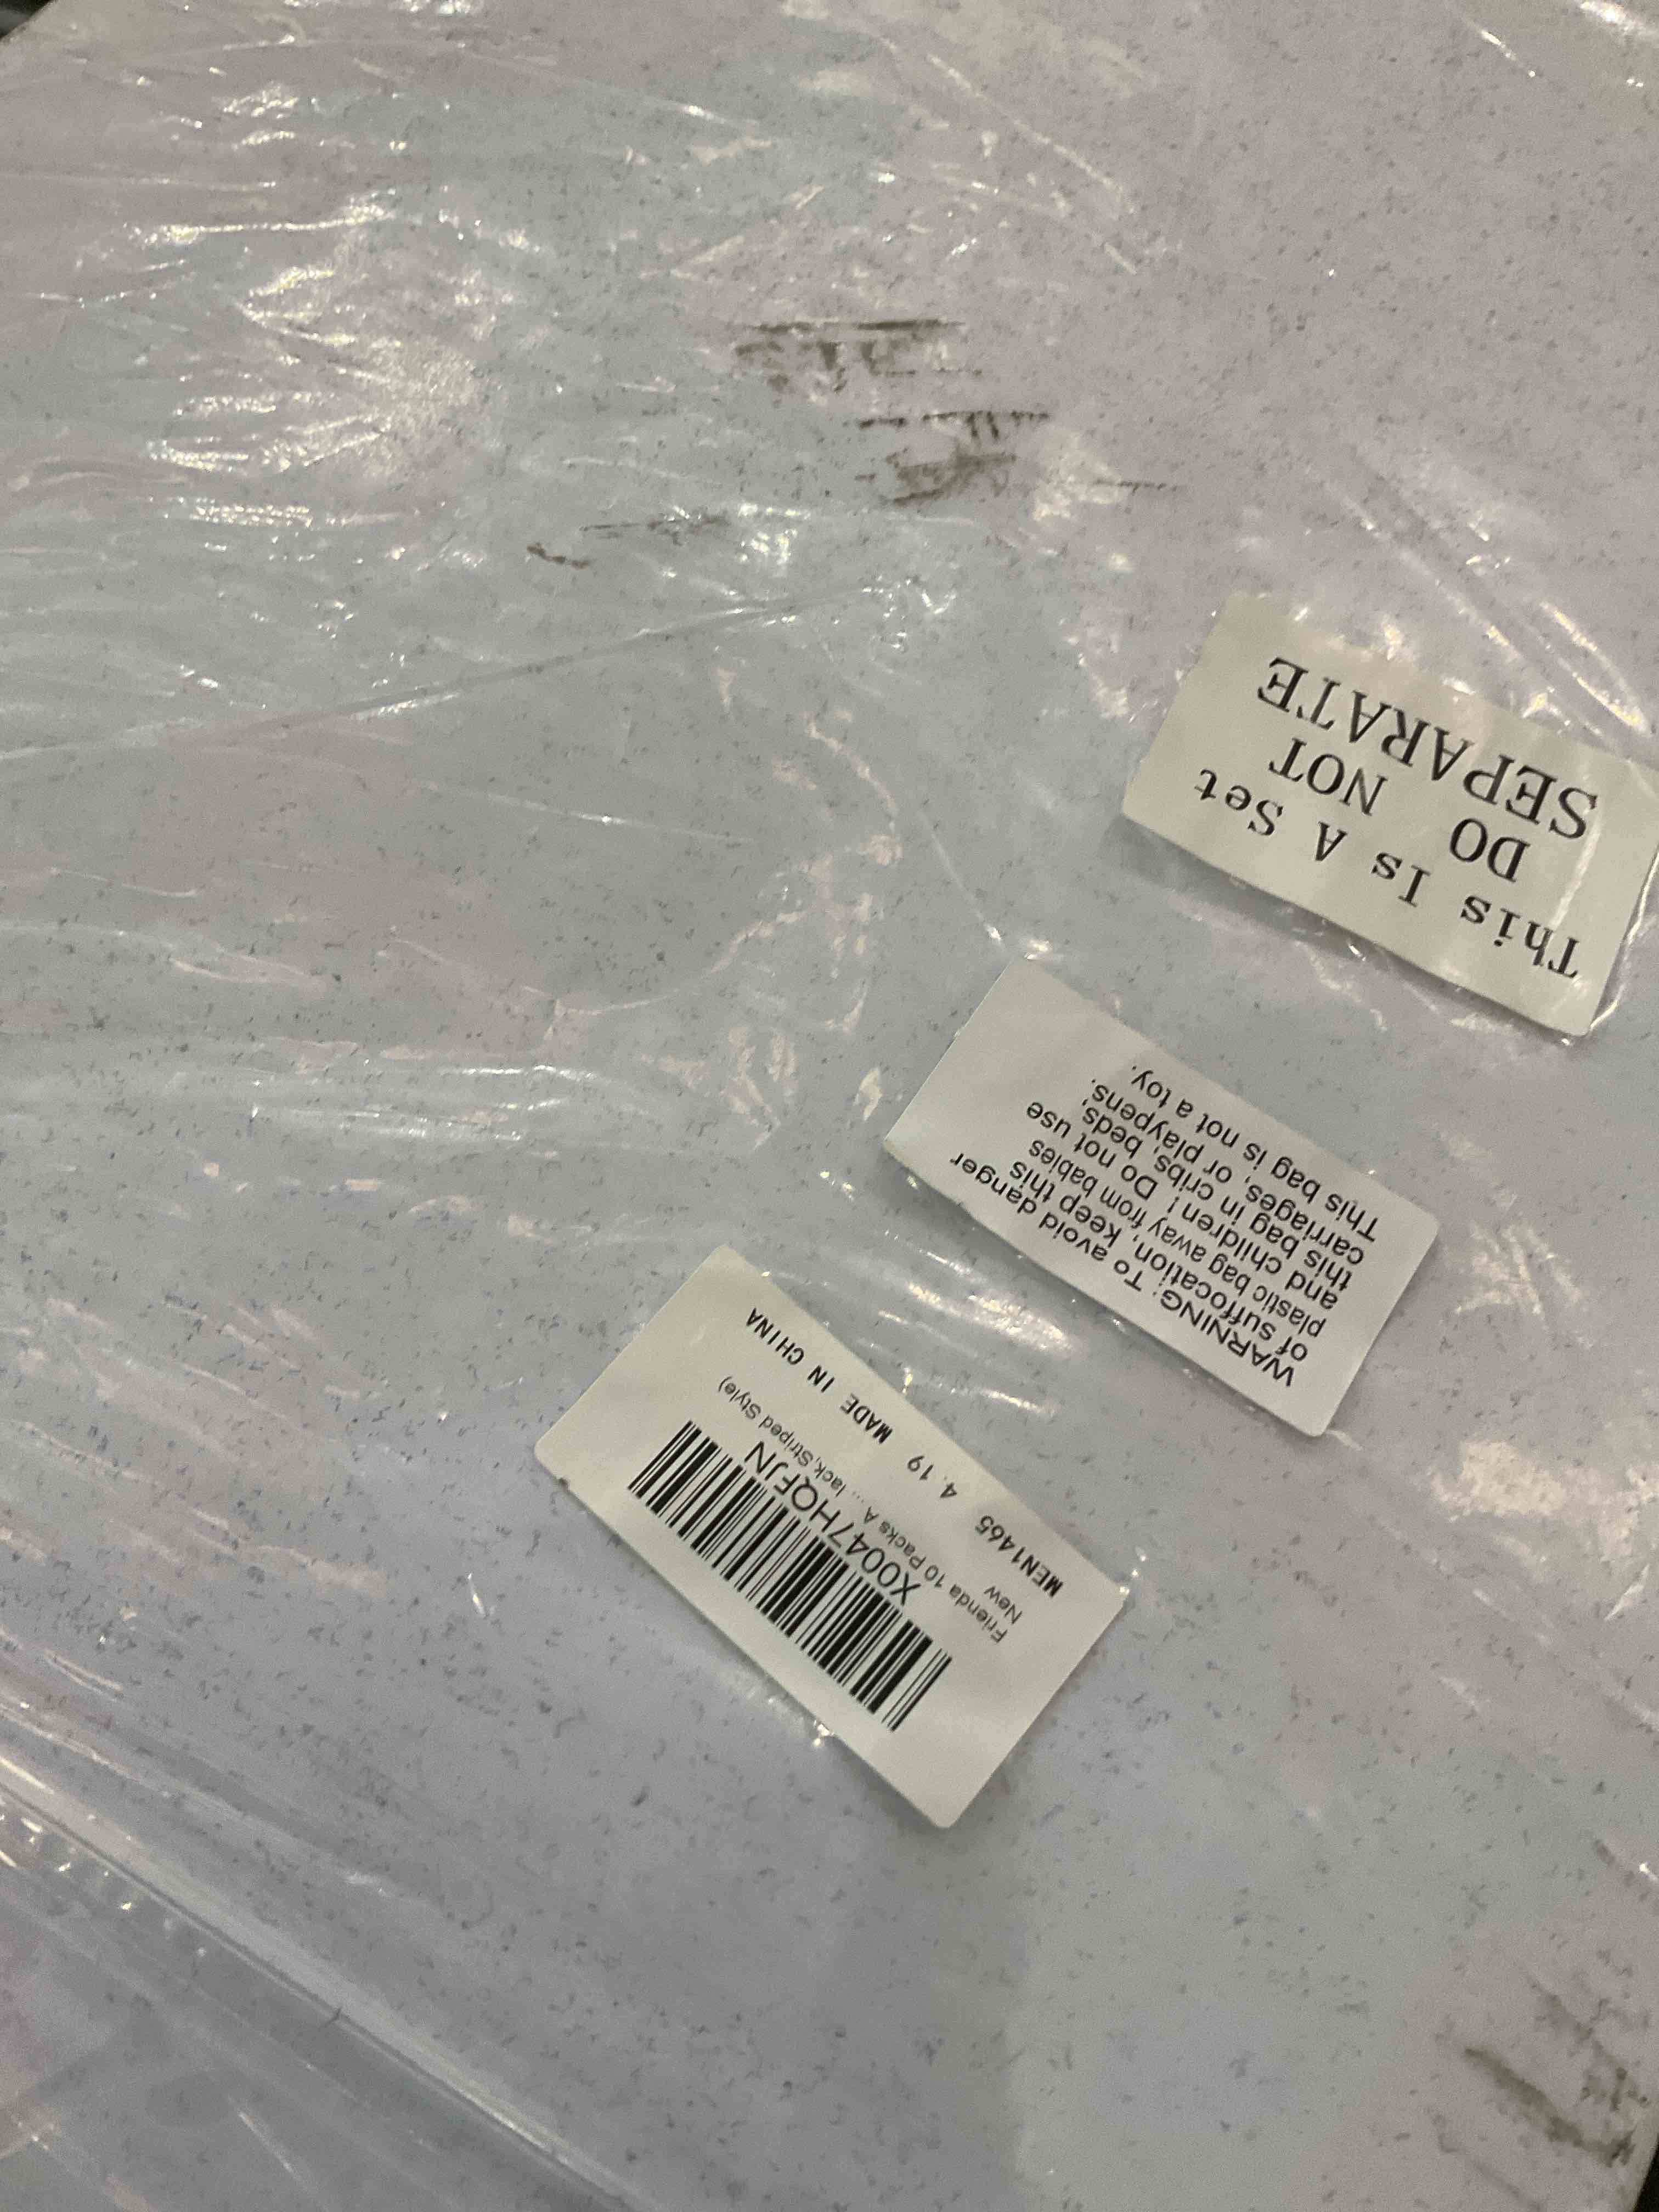 This Is A Set
DO NOT
SEPARATE
WARNING: To avoid danger
of suffocation, keep this
plastic bag away from babies
and children! Do not use
this bag in cribs, beds,
carriages, or playpens.
This bag is not a toy.
X0047HQFJN
Frienda 10 Packs A ... lack,Striped Style)
New
MEN1465 4.19 MADE IN CHINA